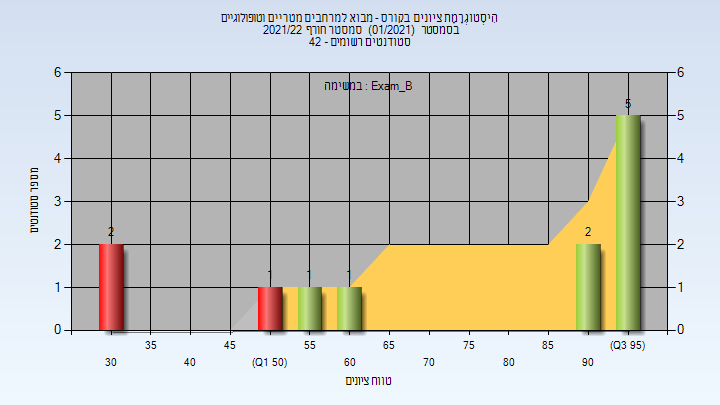 היסטוגרמת ציונים בקורס - מבוא למרחבים מטריים וטופולוגיים
בסמסטר (01/2021) סמסטר חורף 2021/22
סטודנטים רשומים - 42
במשימה : Exam_B
6 6
5 5
4 4
3 3
2 2
1 1
0 0
2 1 1 1 2 5
מספר סטודנטים
35 45 55 65 75 85 (Q3 95)
30 40 (Q1 50) 60 70 80 90
טווח ציונים